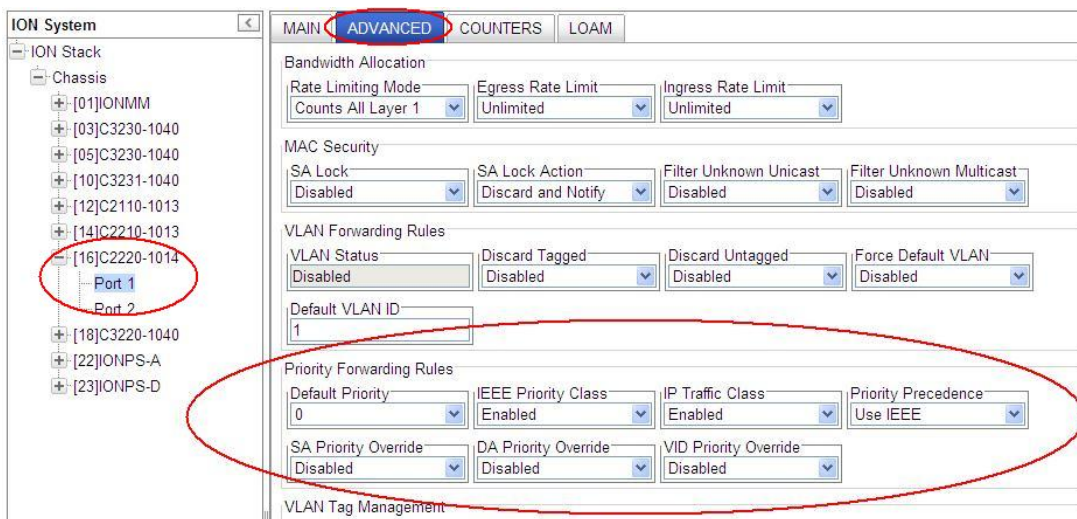 ION System
ION Stack
Chassis
[01]IONMM
[03]C3230-1040
[05]C3230-1040
[10]C3231-1040
[12]C2110-1013
[14]C2210-1013
[16]C2220-1014
Port 1
Port 2
[18]C3220-1040
[22]IONPS-A
[23]IONPS-D
MAIN ADVANCED COUNTERS LOAM
Bandwidth Allocation
Rate Limiting Mode Egress Rate Limit Ingress Rate Limit
Counts All Layer 1 Unlimited Unlimited
MAC Security
SA Lock SA Lock Action Filter Unknown Unicast Filter Unknown Multicast
Disabled Discard and Notify Disabled Disabled
VLAN Forwarding Rules
VLAN Status Discard Tagged Discard Untagged Force Default VLAN
Disabled Disabled Disabled Disabled
Default VLAN ID
1
Priority Forwarding Rules
Default Priority IEEE Priority Class IP Traffic Class Priority Precedence
0 Enabled Enabled Use IEEE
SA Priority Override DA Priority Override VID Priority Override
Disabled Disabled Disabled
VLAN Tag Management